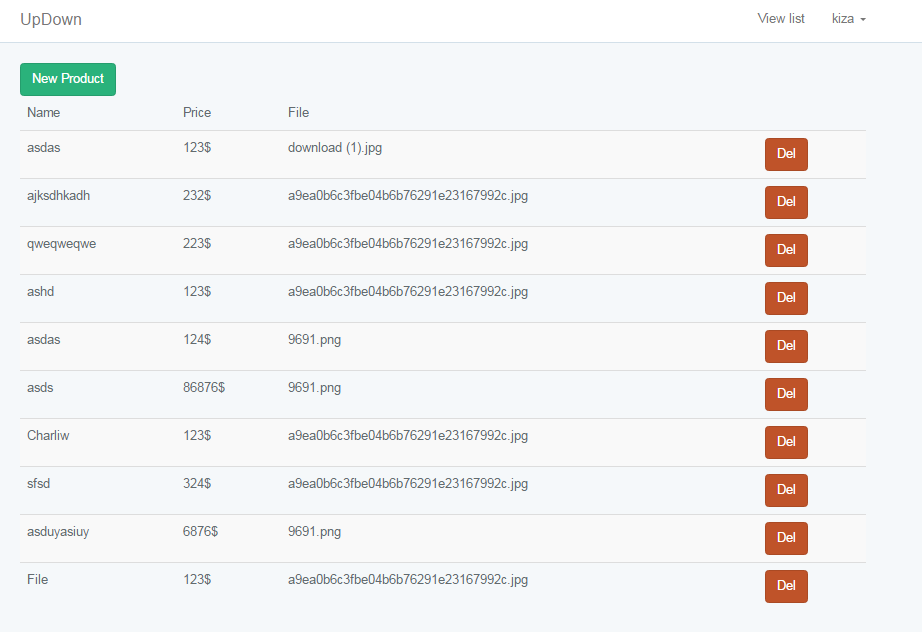 UpDown View list kiza
New Product
Name Price File
asdas 123$ download (1).jpg Del
ajksdhkadh 232$ a9ea0b6c3fbe04b6b76291e23167992c.jpg Del
qweqweqwe 223$ a9ea0b6c3fbe04b6b76291e23167992c.jpg Del
ashd 123$ a9ea0b6c3fbe04b6b76291e23167992c.jpg Del
asdas 124$ 9691.png Del
asds 86876$ 9691.png Del
Charliw 123$ a9ea0b6c3fbe04b6b76291e23167992c.jpg Del
sfsd 324$ a9ea0b6c3fbe04b6b76291e23167992c.jpg Del
asduyasiuy 6876$ 9691.png Del
File 123$ a9ea0b6c3fbe04b6b76291e23167992c.jpg Del